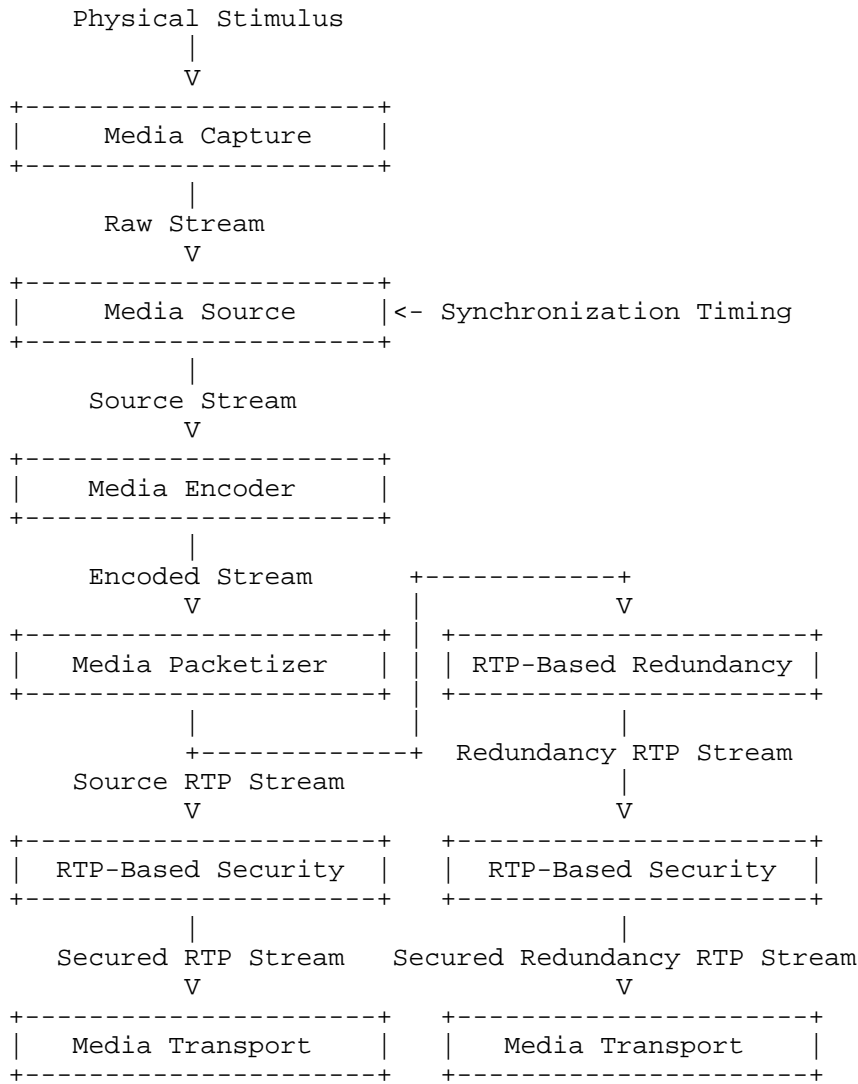 Physical Stimulus
Media Capture
Raw Stream
Media Source <- Synchronization Timing
Source Stream
Media Encoder
Encoded Stream
V V
Media Packetizer RTP-Based Redundancy
Redundancy RTP Stream
Source RTP Stream
V V
RTP-Based Security RTP-Based Security
Secured RTP Stream Secured Redundancy RTP Stream
V V
Media Transport Media Transport